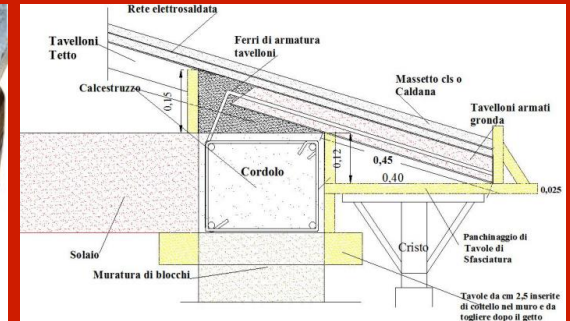 Rete elettrosaldata
Tavelloni
Tetto
Ferri di armatura
tavelloni
Calcestruzzo
0,15
Massetto cls o
Caldana
Tavelloni armati
gronda
0,12
0,45
0,40
0,025
Cordolo
Solaio
Cristo
Panchinaggio di
Tavole di
Sfasciatura
Muratura di blocchi
Tavole da cm 2,5 inserite
di coltello nel muro e da
togliere dopo il getto